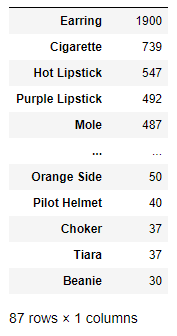 Earring 1900
Cigarette 739
Hot Lipstick 547
Purple Lipstick 492
Mole 487
... ...
Orange Side 50
Pilot Helmet 40
Choker 37
Tiara 37
Beanie 30
87 rows × 1 columns